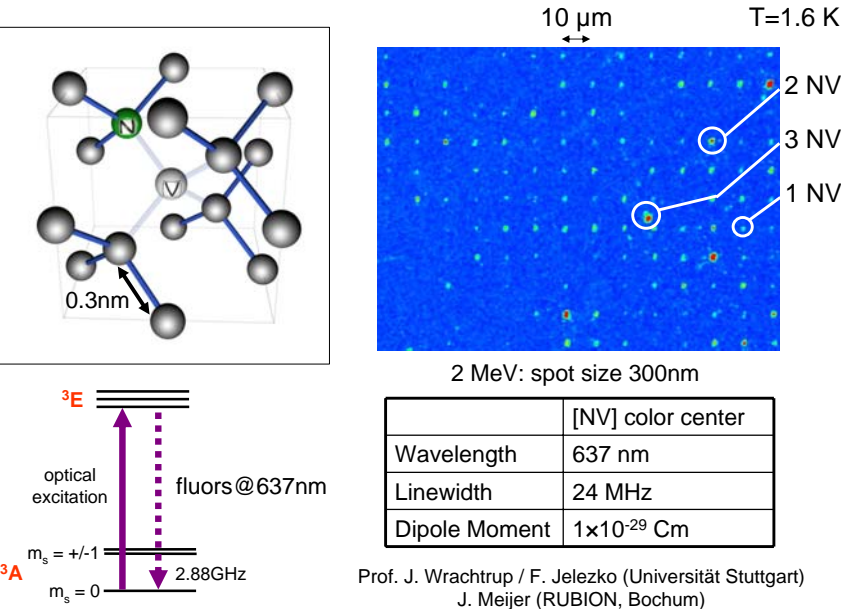 10 µm
T=1.6 K
2 NV
3 NV
1 NV
N
V
0.3nm
2 MeV: spot size 300nm
[NV] color center
Wavelength 637 nm
Linewidth 24 MHz
Dipole Moment 1×10⁻²⁹ Cm
³E
optical
excitation
fluors@637nm
mₛ = +/-1
³A
2.88GHz
mₛ = 0
Prof. J. Wrachtrup / F. Jelezko (Universität Stuttgart)
J. Meijer (RUBION, Bochum)